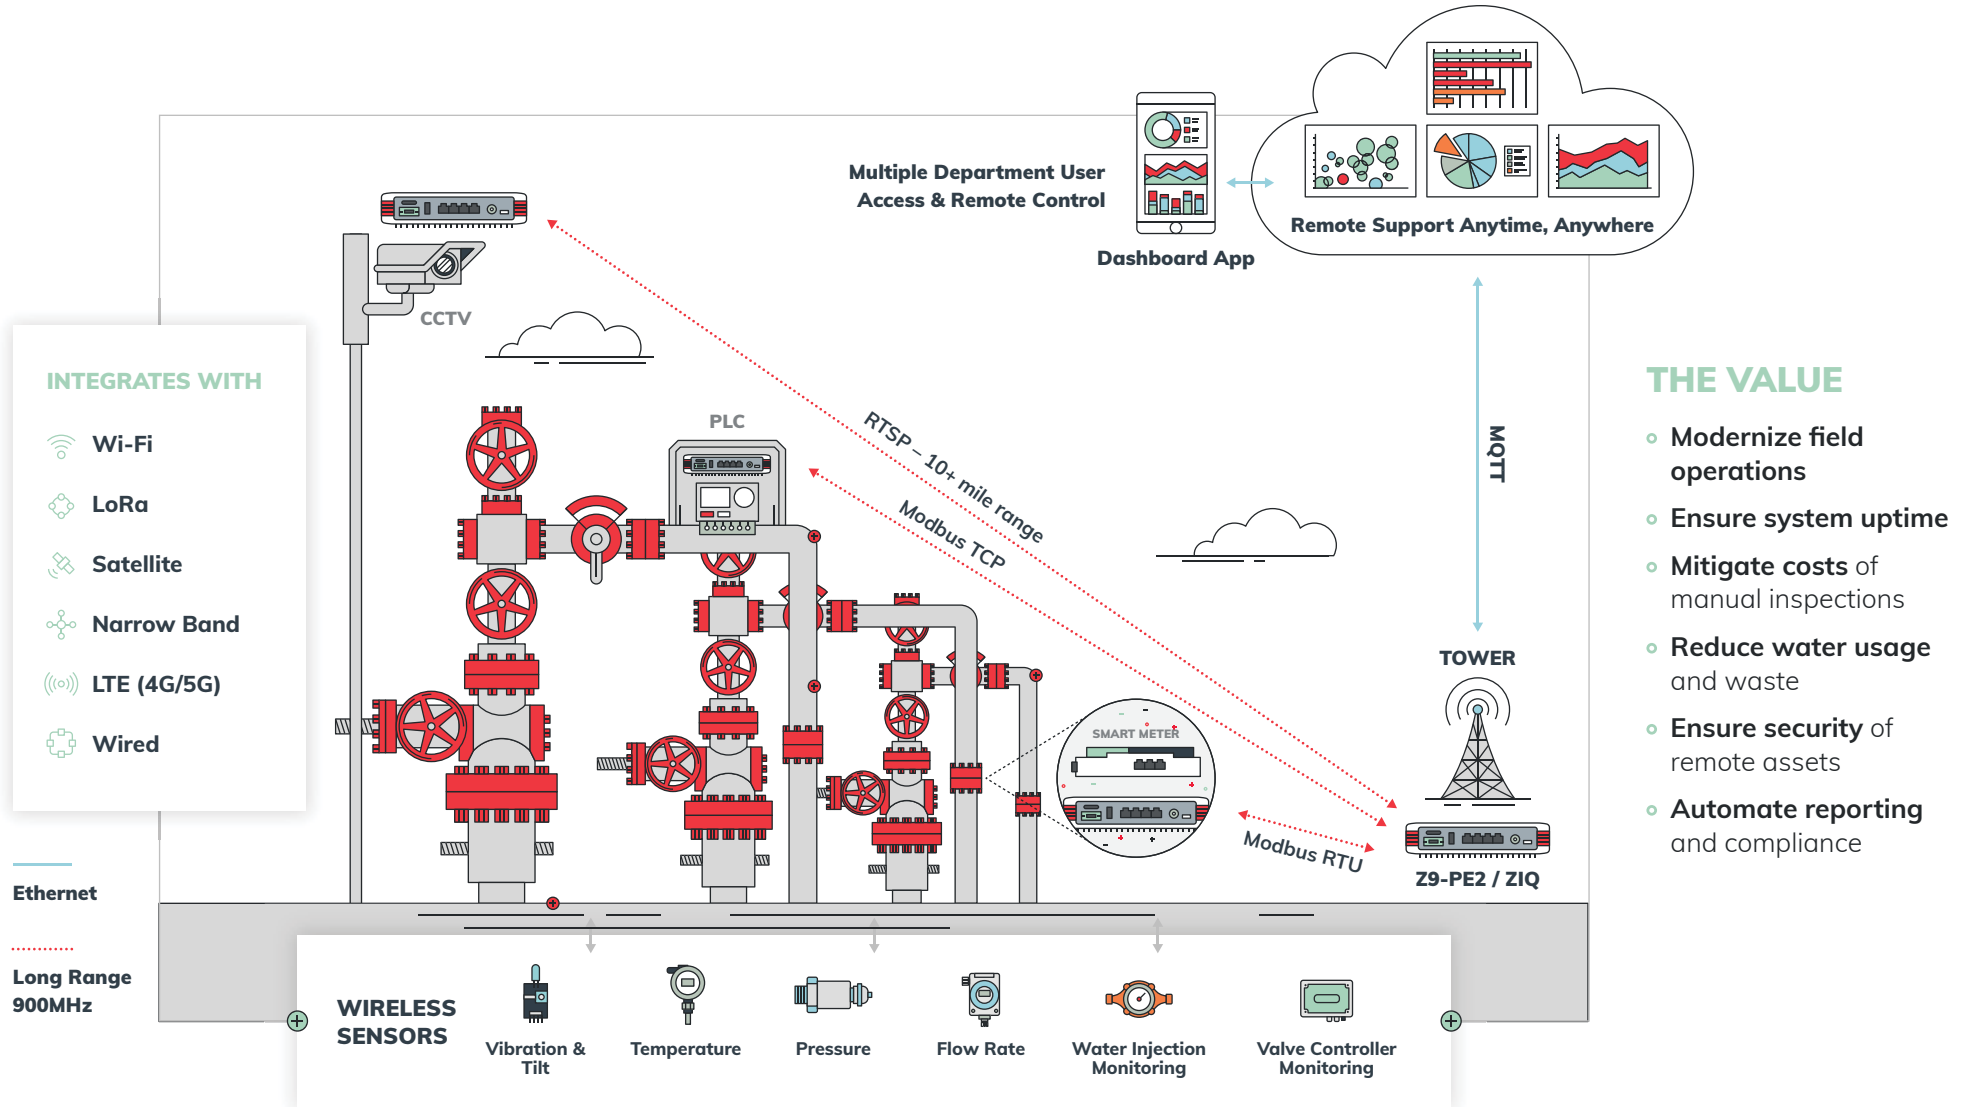 Multiple Department User
Access & Remote Control
Dashboard App
Remote Support Anytime, Anywhere
CCTV
INTEGRATES WITH
Wi-Fi
LoRa
Satellite
Narrow Band
LTE (4G/5G)
Wired
Ethernet
Long Range
900MHz
PLC
RTSP – 10+ mile range
Modbus TCP
MQTT
SMART METER
Modbus RTU
TOWER
Z9-PE2 / ZIQ
THE VALUE
Modernize field
operations
Ensure system uptime
Mitigate costs of
manual inspections
Reduce water usage
and waste
Ensure security of
remote assets
Automate reporting
and compliance
WIRELESS
SENSORS
Vibration &
Tilt
Temperature
Pressure
Flow Rate
Water Injection
Monitoring
Valve Controller
Monitoring